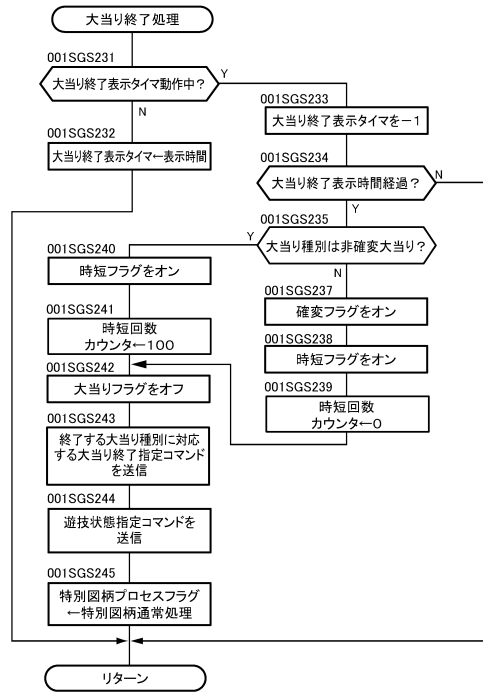 大当り終了処理
001SGS231
大当り終了表示タイマ動作中？
Y
N
001SGS232
大当り終了表示タイマ←表示時間
001SGS233
大当り終了表示タイマを－１
001SGS234
大当り終了表示時間経過？
N
Y
001SGS235
大当り種別は非確変大当り？
Y
N
001SGS237
確変フラグをオン
001SGS238
時短フラグをオン
001SGS239
時短回数
カウンタ←０
001SGS240
時短フラグをオン
001SGS241
時短回数
カウンタ←１００
001SGS242
大当りフラグをオフ
001SGS243
終了する大当り種別に対応
する大当り終了指定コマンド
を送信
001SGS244
遊技状態指定コマンドを
送信
001SGS245
特別図柄プロセスフラグ
←特別図柄通常処理
リターン